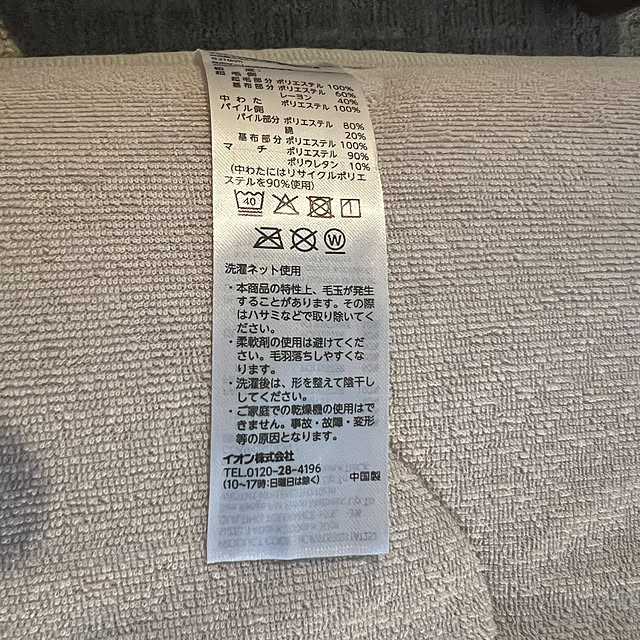 起毛側
起毛部分 ポリエステル 100%
基布部分 ポリエステル 60%
レーヨン 40%
中わた ポリエステル 100%
パイル側
パイル部分 ポリエステル 80%
綿 20%
基布部分 ポリエステル 100%
マチ ポリエステル 90%
ポリウレタン 10%
(中わたにはリサイクルポリエ
ステルを90%使用)
40
W
洗濯ネット使用
・本商品の特性上、毛玉が発生
することがあります。その際
はハサミなどで取り除いてく
ださい。
・柔軟剤の使用は避けてくだ
さい。毛羽落ちしやすくな
ります。
・洗濯後は、形を整えて陰干し
してください。
・ご家庭での乾燥機の使用はで
きません。事故・故障・変形
等の原因となります。
イオン株式会社
TEL.0120-28-4196
(10~17時:日曜日は除く) 中国製